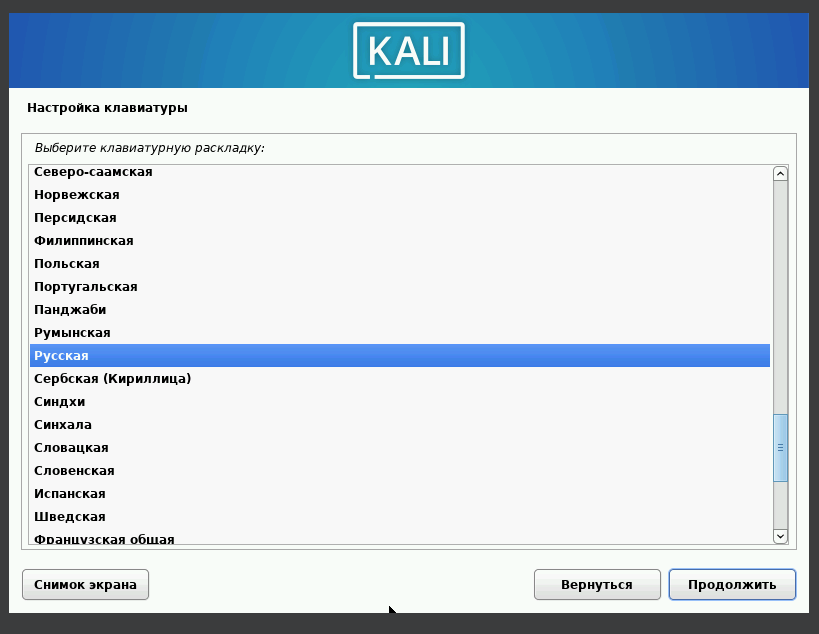 KALI
Настройка клавиатуры
Выберите клавиатурную раскладку:
Северо-саамская
Норвежская
Персидская
Филиппинская
Польская
Португальская
Панджаби
Румынская
Русская
Сербская (Кириллица)
Синдхи
Синхала
Словацкая
Словенская
Испанская
Шведская
Французская общая
Снимок экрана
Вернуться
Продолжить